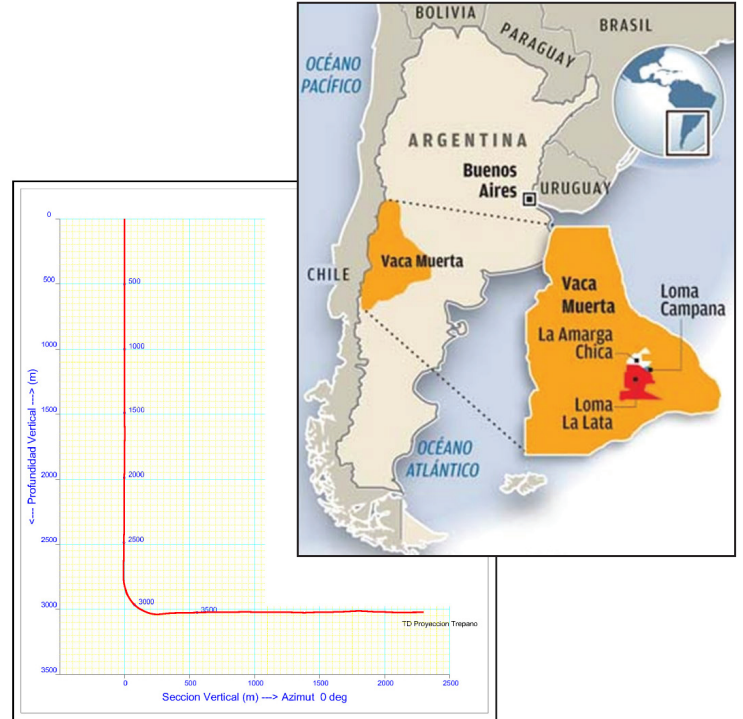 BOLIVIA
BRASIL
PARAGUAY
OCÉANO
PACÍFICO
ARGENTINA
Buenos
Aires
URUGUAY
CHILE
Vaca Muerta
Vaca
Muerta
Loma
Campana
La Amarga
Chica
Loma
La Lata
OCÉANO
ATLÁNTICO
<--- Profundidad Vertical ---> (m)
0
500
1000
1500
2000
2500
3000
3500
500
1000
1500
2000
2500
3000
3500
TD Proyeccion Trepano
0
500
1000
1500
2000
2500
Seccion Vertical (m) ---> Azimut 0 deg